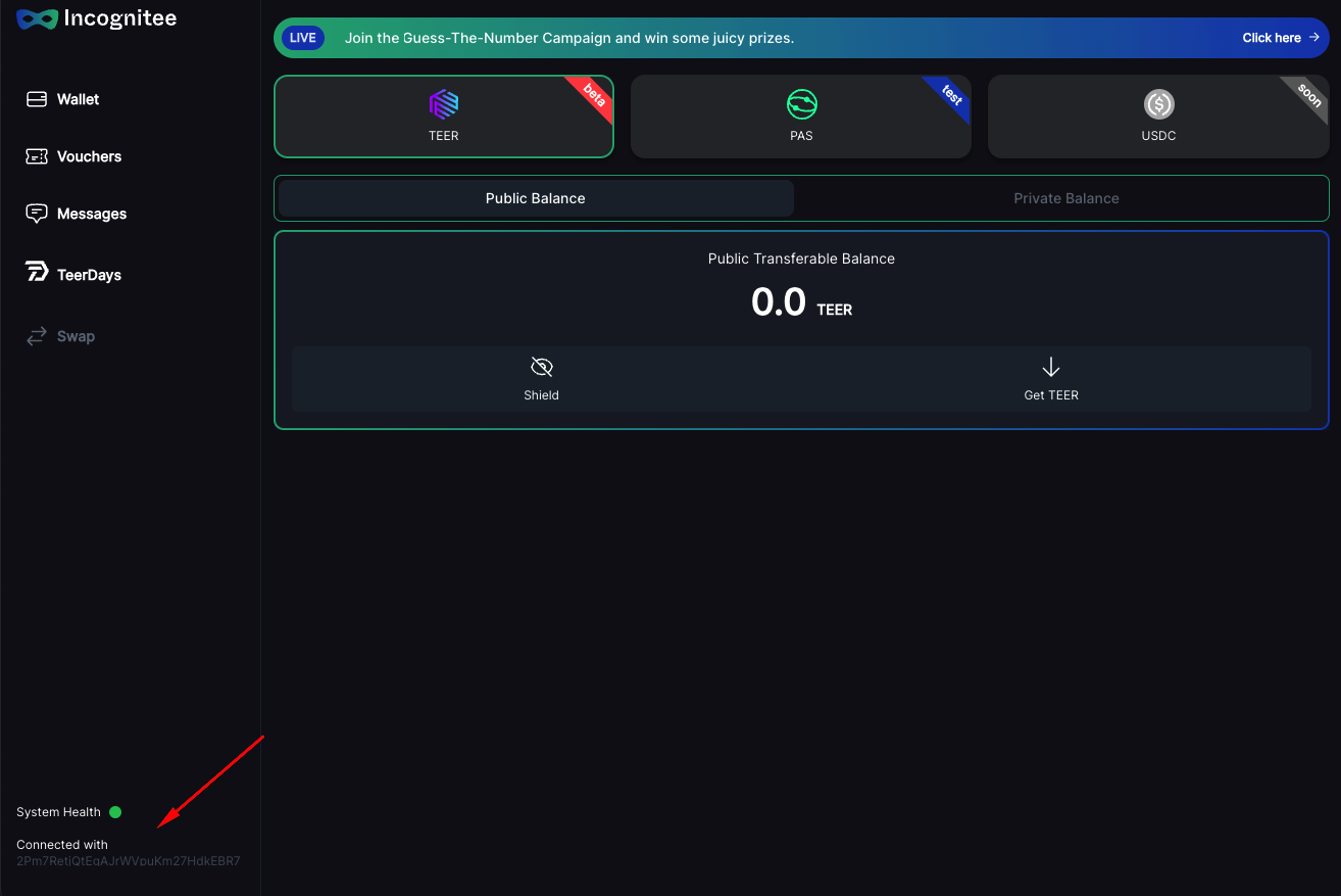 Incognitee
Wallet
Vouchers
Messages
TeerDays
Swap
LIVE Join the Guess-The-Number Campaign and win some juicy prizes. Click here
TEER beta
PAS test
USDC soon
Public Balance Private Balance
Public Transferable Balance
0.0 TEER
Shield Get TEER
System Health
Connected with
2Pm7RetiQtEqAJrWVpuKm27HdkEBR7